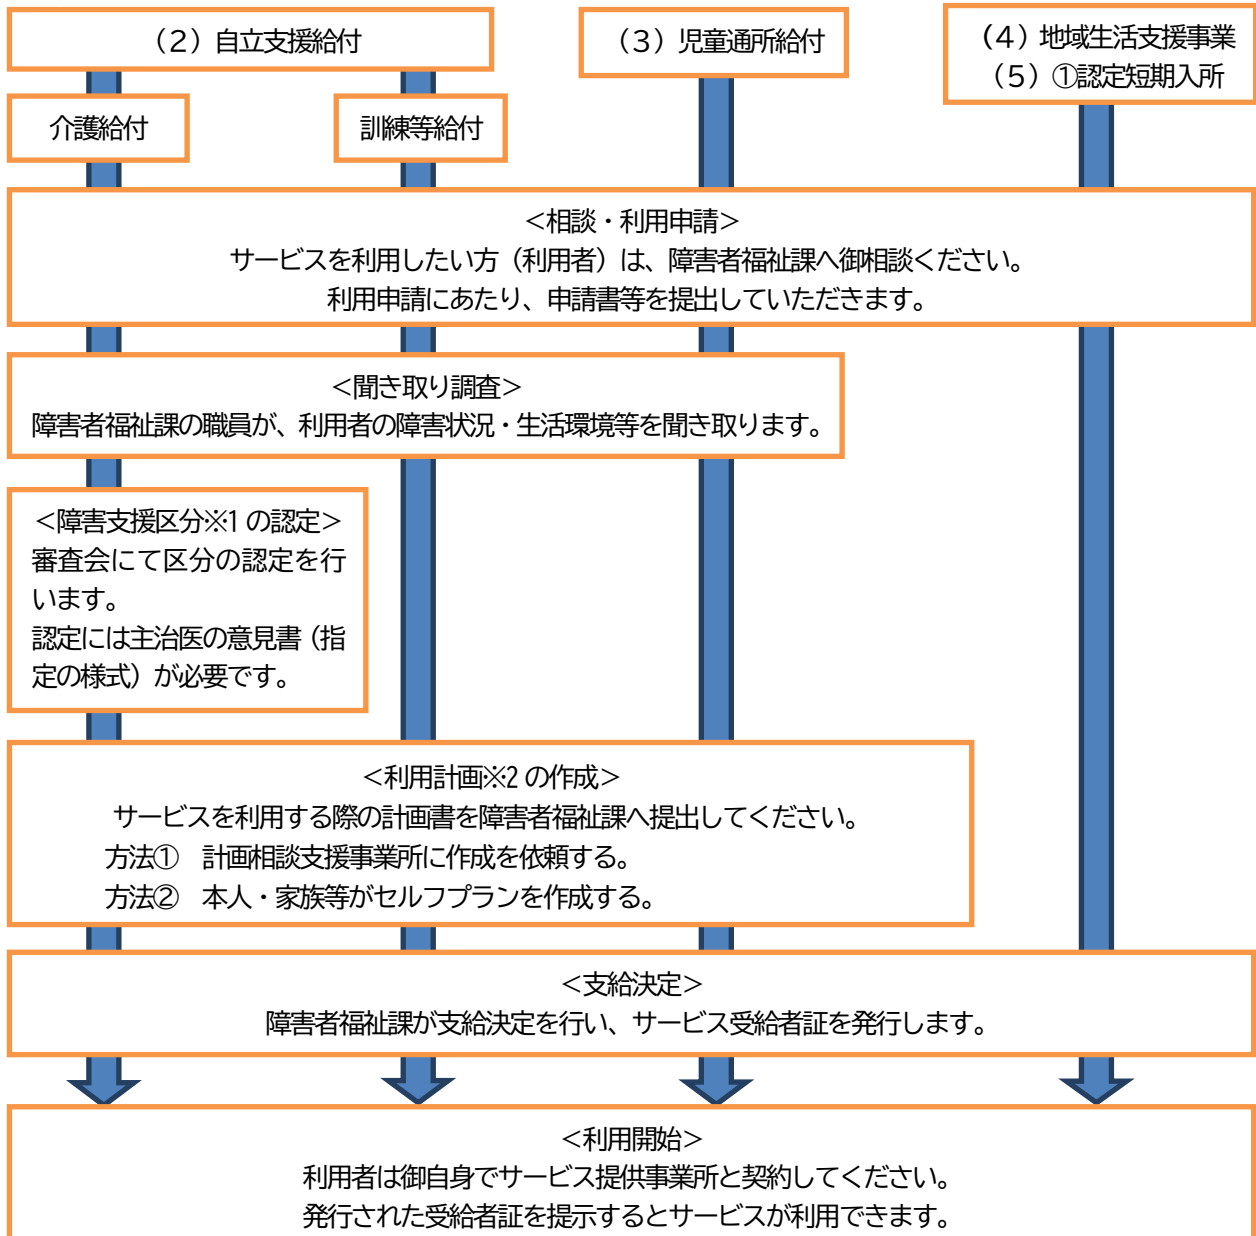 （2）自立支援給付
（3）児童通所給付
（4）地域生活支援事業
（5）①認定短期入所
介護給付
訓練等給付
＜相談・利用申請＞
サービスを利用したい方（利用者）は、障害者福祉課へ御相談ください。
利用申請にあたり、申請書等を提出していただきます。
＜聞き取り調査＞
障害者福祉課の職員が、利用者の障害状況・生活環境等を聞き取ります。
＜障害支援区分※1 の認定＞
審査会にて区分の認定を行
います。
認定には主治医の意見書（指
定の様式）が必要です。
＜利用計画※2 の作成＞
サービスを利用する際の計画書を障害者福祉課へ提出してください。
方法①　計画相談支援事業所に作成を依頼する。
方法②　本人・家族等がセルフプランを作成する。
＜支給決定＞
障害者福祉課が支給決定を行い、サービス受給者証を発行します。
＜利用開始＞
利用者は御自身でサービス提供事業所と契約してください。
発行された受給者証を提示するとサービスが利用できます。